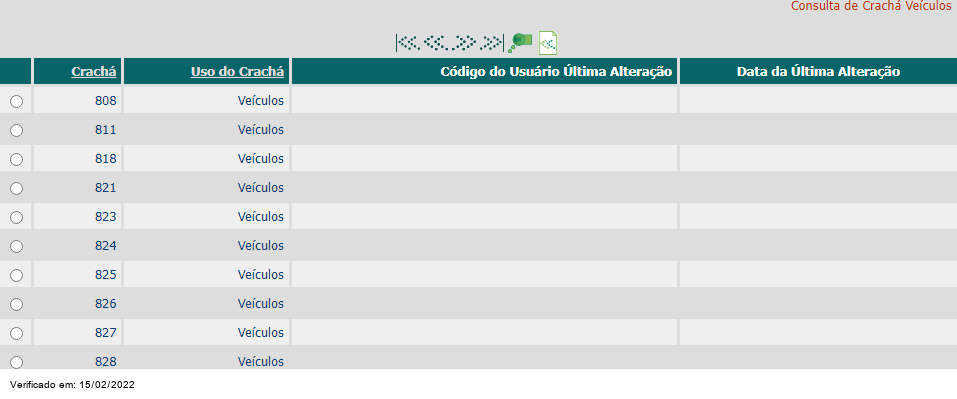 Consulta de Crachá Veículos
Crachá Uso do Crachá Código do Usuário Última Alteração Data da Última Alteração
808 Veículos
811 Veículos
818 Veículos
821 Veículos
823 Veículos
824 Veículos
825 Veículos
826 Veículos
827 Veículos
828 Veículos
Verificado em: 15/02/2022